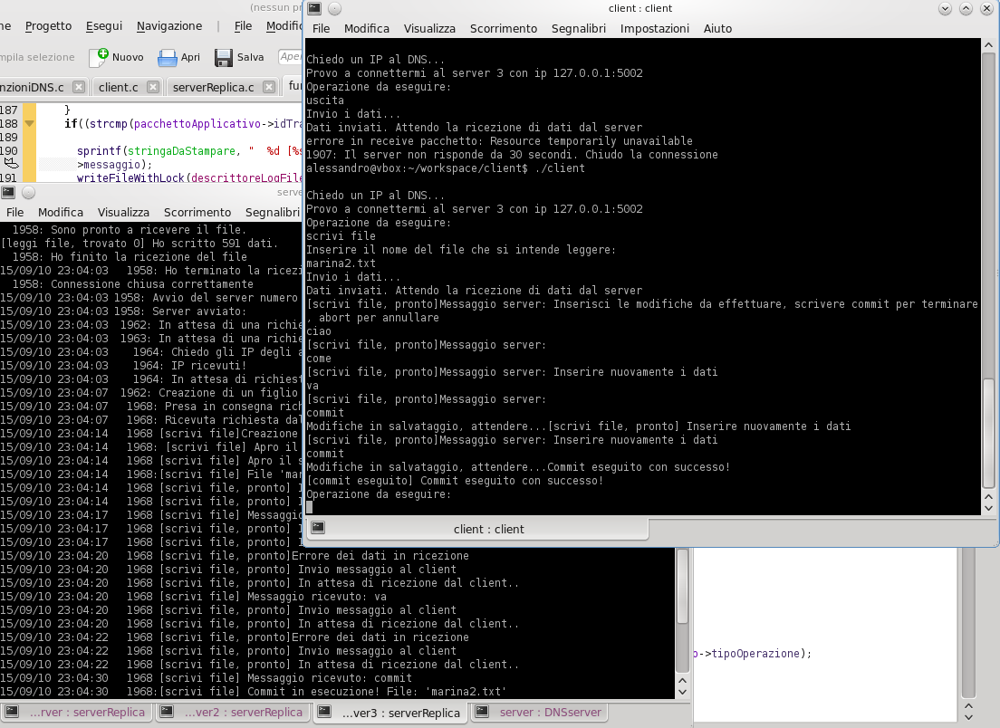 (nessun pr
ne Progetto Esegui Navigazione | File Modific
mpila selezione Nuovo Apri Salva Aper
nzioniDNS.c client.c serverReplica.c fun
187 }
188 if((strcmp(pacchettoApplicativo->idTra
189
190 sprintf(stringaDaStampare, " %d [%s
>messaggio);
191 writeFileWithLock(descrittoreLogFile
client : client
File Modifica Visualizza Scorrimento Segnalibri Impostazioni Aiuto
Chiedo un IP al DNS...
Provo a connettermi al server 3 con ip 127.0.0.1:5002
Operazione da eseguire:
uscita
Invio i dati...
Dati inviati. Attendo la ricezione di dati dal server
errore in receive pacchetto: Resource temporarily unavailable
1907: Il server non risponde da 30 secondi. Chiudo la connessione
alessandro@vbox:~/workspace/client$ ./client
Chiedo un IP al DNS...
Provo a connettermi al server 3 con ip 127.0.0.1:5002
Operazione da eseguire:
scrivi file
Inserire il nome del file che si intende leggere:
marina2.txt
Invio i dati...
Dati inviati. Attendo la ricezione di dati dal server
[scrivi file, pronto]Messaggio server: Inserisci le modifiche da effettuare, scrivere commit per terminare
, abort per annullare
ciao
[scrivi file, pronto]Messaggio server:
come
[scrivi file, pronto]Messaggio server: Inserire nuovamente i dati
va
[scrivi file, pronto]Messaggio server:
commit
Modifiche in salvataggio, attendere...[scrivi file, pronto] Inserire nuovamente i dati
[scrivi file, pronto]Messaggio server: Inserire nuovamente i dati
commit
Modifiche in salvataggio, attendere...Commit eseguito con successo!
[commit eseguito] Commit eseguito con successo!
Operazione da eseguire:
client : client
serve
File Modifica Visualizza Scorrimento Segnalibri
1958: Sono pronto a ricevere il file.
[leggi file, trovato 0] Ho scritto 591 dati.
1958: Ho finito la ricezione del file
15/09/10 23:04:03 1958: Ho terminato la ricezi
1958: Connessione chiusa correttamente
15/09/10 23:04:03 1958: Avvio del server numero
15/09/10 23:04:03 1958: Server avviato:
15/09/10 23:04:03 1962: In attesa di una richie
15/09/10 23:04:03 1963: In attesa di una richie
15/09/10 23:04:03 1964: Chiedo gli IP degli a
15/09/10 23:04:03 1964: IP ricevuti!
15/09/10 23:04:03 1964: In attesa di richiest
15/09/10 23:04:07 1962: Creazione di un figlio
15/09/10 23:04:07 1968: Presa in consegna rich
15/09/10 23:04:07 1968: Ricevuta richiesta dal
15/09/10 23:04:14 1968 [scrivi file]Creazione
15/09/10 23:04:14 1968: [scrivi file] Apro il
15/09/10 23:04:14 1968 [scrivi file] Apro il s
15/09/10 23:04:14 1968:[scrivi file] File 'mar
15/09/10 23:04:14 1968 [scrivi file, pronto] I
15/09/10 23:04:14 1968 [scrivi file, pronto] I
15/09/10 23:04:17 1968 [scrivi file] Messaggio
15/09/10 23:04:17 1968 [scrivi file, pronto] I
15/09/10 23:04:17 1968 [scrivi file, pronto] I
15/09/10 23:04:20 1968 [scrivi file, pronto]Errore dei dati in ricezione
15/09/10 23:04:20 1968 [scrivi file, pronto] Invio messaggio al client
15/09/10 23:04:20 1968 [scrivi file, pronto] In attesa di ricezione dal client..
15/09/10 23:04:20 1968 [scrivi file] Messaggio ricevuto: va
15/09/10 23:04:20 1968 [scrivi file, pronto] Invio messaggio al client
15/09/10 23:04:20 1968 [scrivi file, pronto] In attesa di ricezione dal client..
15/09/10 23:04:22 1968 [scrivi file, pronto]Errore dei dati in ricezione
15/09/10 23:04:22 1968 [scrivi file, pronto] Invio messaggio al client
15/09/10 23:04:22 1968 [scrivi file, pronto] In attesa di ricezione dal client..
15/09/10 23:04:30 1968 [scrivi file] Messaggio ricevuto: commit
15/09/10 23:04:30 1968:[scrivi file] Commit in esecuzione! File: 'marina2.txt'
o->tipoOperazione);
...rver : serverReplica ...ver2 : serverReplica ...ver3 : serverReplica server : DNSserver